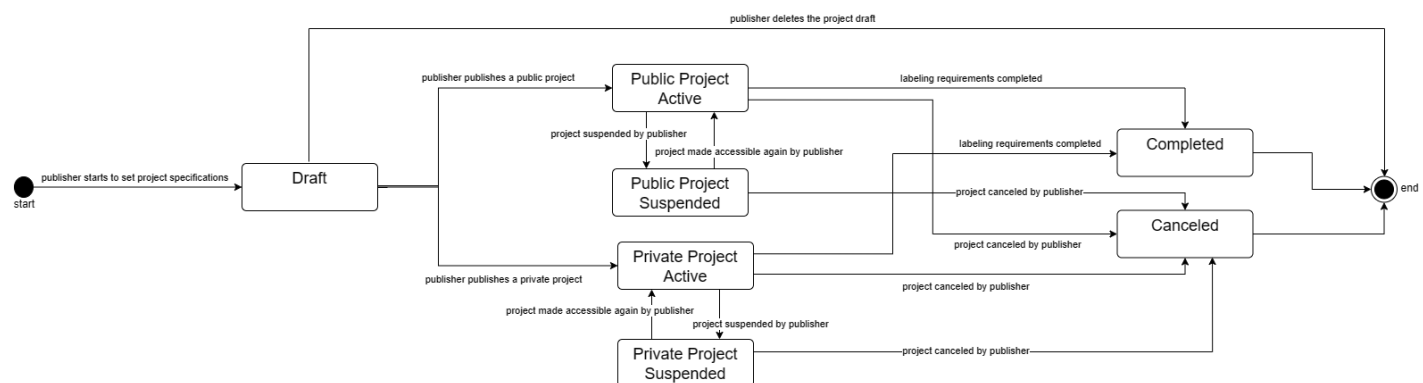 publisher deletes the project draft
publisher publishes a public project
Public Project
Active
labeling requirements completed
project suspended by publisher
project made accessible again by publisher
labeling requirements completed
Completed
publisher starts to set project specifications
Draft
start
Public Project
Suspended
project canceled by publisher
end
Canceled
project canceled by publisher
Private Project
Active
publisher publishes a private project
project canceled by publisher
project made accessible again by publisher
project suspended by publisher
Private Project
Suspended
project canceled by publisher